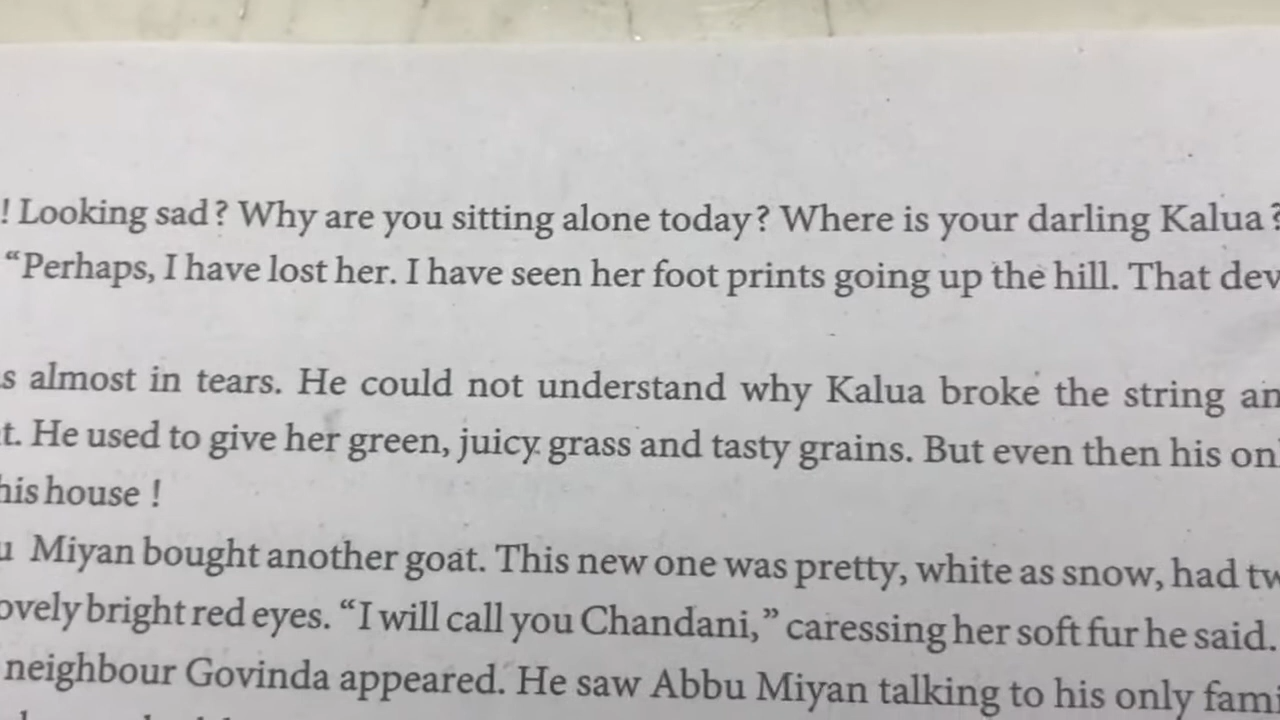 ! Looking sad? Why are you sitting alone today? Where is your darling Kalua?
“Perhaps, I have lost her. I have seen her foot prints going up the hill. That
almost in tears. He could not understand why Kalua broke the string
He used to give her green, juicy grass and tasty grains. But even then his
his house !
Miyan bought another goat. This new one was pretty, white as snow, had
bright red eyes. “I will call you Chandani,” caressing her soft fur he said.
neighbour Govinda appeared. He saw Abbu Miyan talking to his only